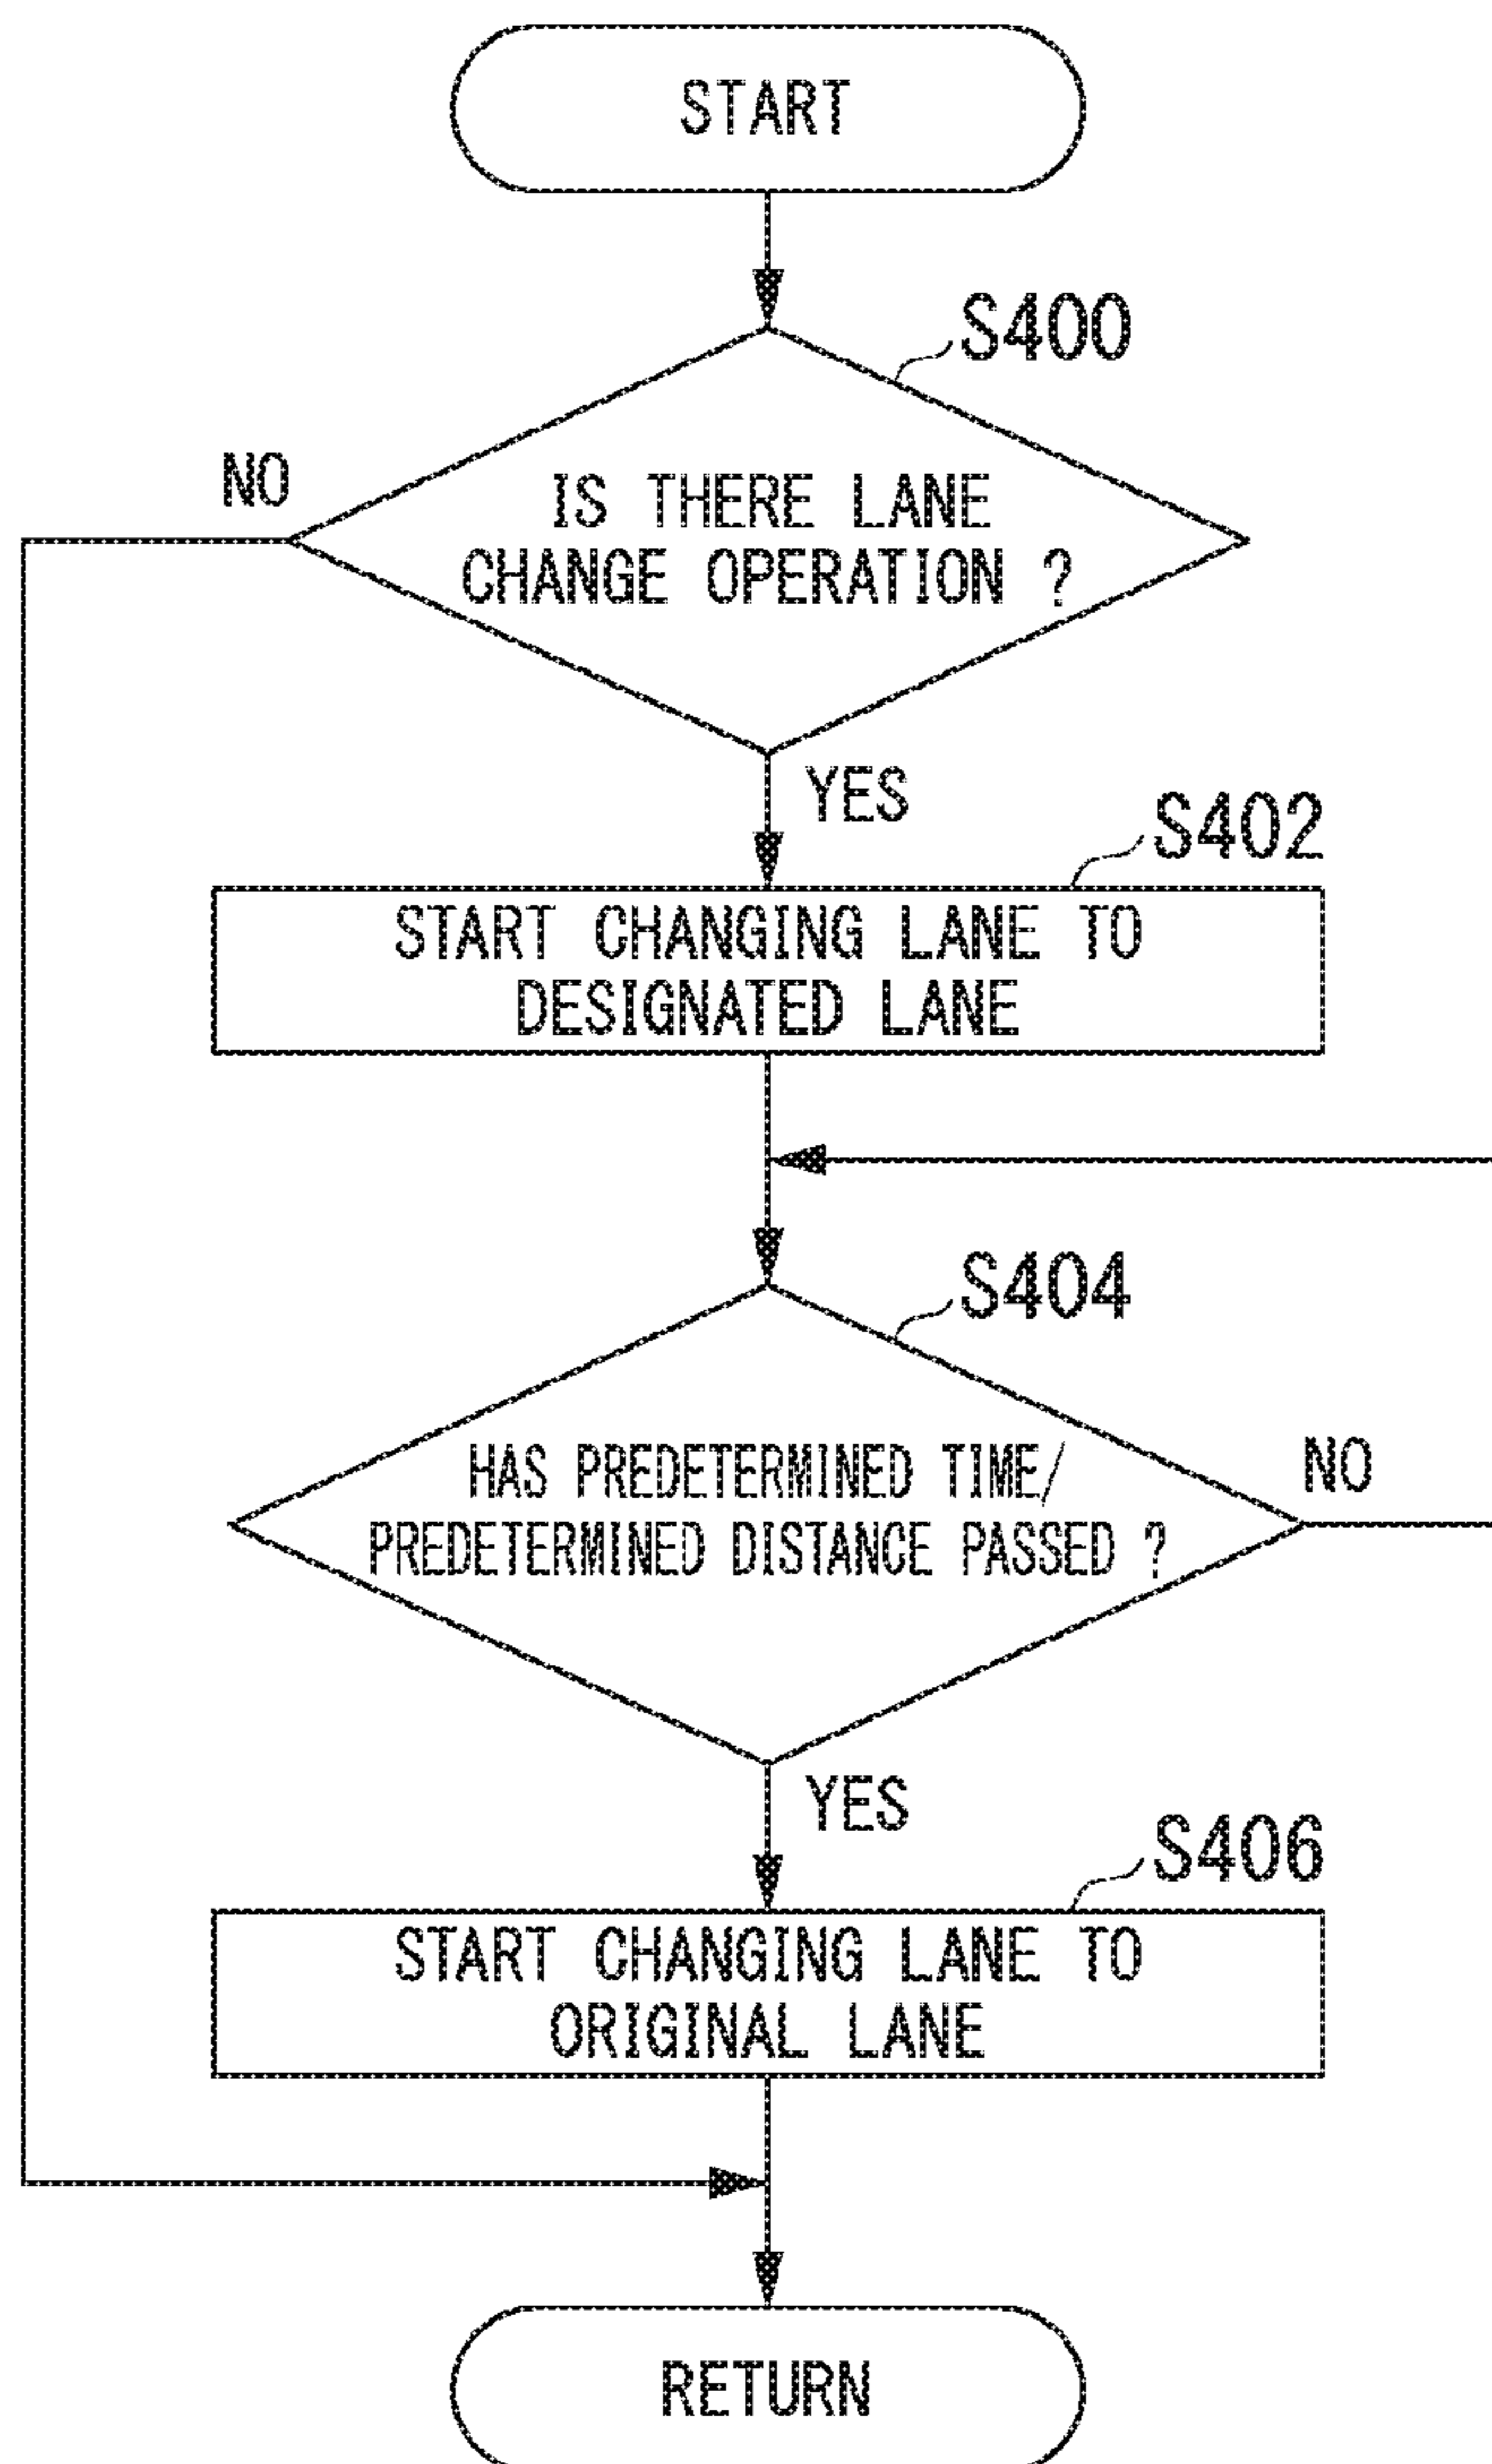 START
S400
NO
IS THERE LANE
CHANGE OPERATION ?
YES
S402
START CHANGING LANE TO
DESIGNATED LANE
S404
HAS PREDETERMINED TIME/
PREDETERMINED DISTANCE PASSED ?
NO
YES
S406
START CHANGING LANE TO
ORIGINAL LANE
RETURN